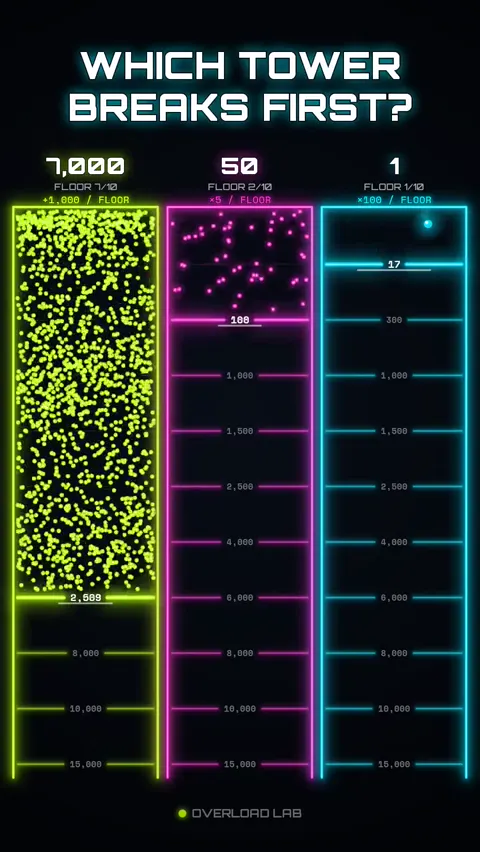 WHICH TOWER
BREAKS FIRST?
7,000
50
1
FLOOR 7/10
FLOOR 2/10
FLOOR 1/10
+1,000 / FLOOR
×5 / FLOOR
×100 / FLOOR
17
100
300
1,000
1,000
1,500
1,500
2,500
2,500
4,000
4,000
2,509
6,000
6,000
8,000
8,000
8,000
10,000
10,000
10,000
15,000
15,000
15,000
OVERLOAD LAB